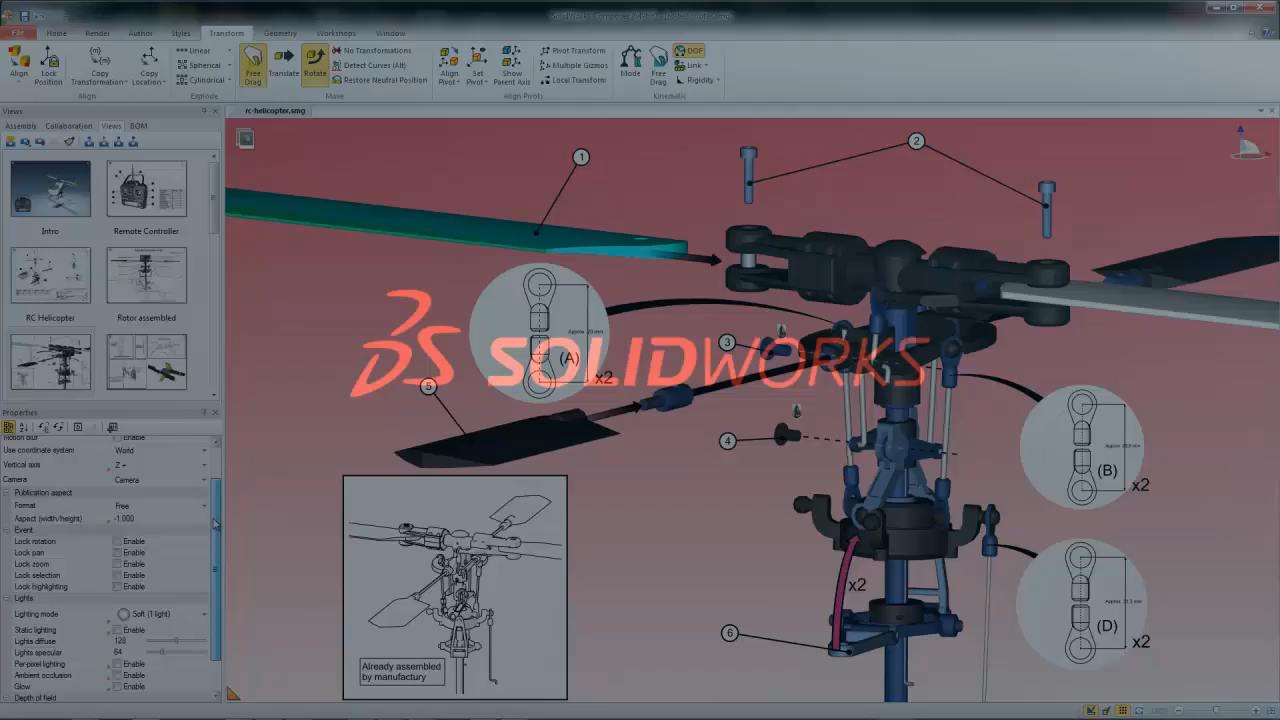 File Home Render Author Styles Transform Geometry Workshops Window
Align
Lock Position
Copy Transformation
Copy Location
Linear
Spherical
Cylindrical
Free Drag
Translate
Rotate
No Transformations
Detect Curves (Alt)
Restore Neutral Position
Align Pivot
Set Pivot
Show Parent Axis
Pivot Transform
Multiple Gizmos
Local Transform
Mode
Free Drag
DOF
Link
Rigidity
Align Explode Move Align Pivots Kinematic
Views
rc-helicopter.smg
Assembly Collaboration Views BOM
Intro
Remote Controller
RC Helicopter
Rotor assembled
Properties
Motion blur Enable
Use coordinate system World
Vertical axis Z +
Camera Camera
Publication aspect
Format Free
Aspect (width/height) -1.000
Event
Lock rotation Enable
Lock pan Enable
Lock zoom Enable
Lock selection Enable
Lock highlighting Enable
Lights
Lighting mode Soft (1 light)
Static lighting Enable
Lights diffuse 128
Lights specular 64
Per-pixel lighting Enable
Ambient occlusion Enable
Glow Enable
Depth of field
1
2
3
4
5
6
(A)
x2
SOLIDWORKS
(B)
x2
x2
(D)
x2
Already assembled
by manufactury